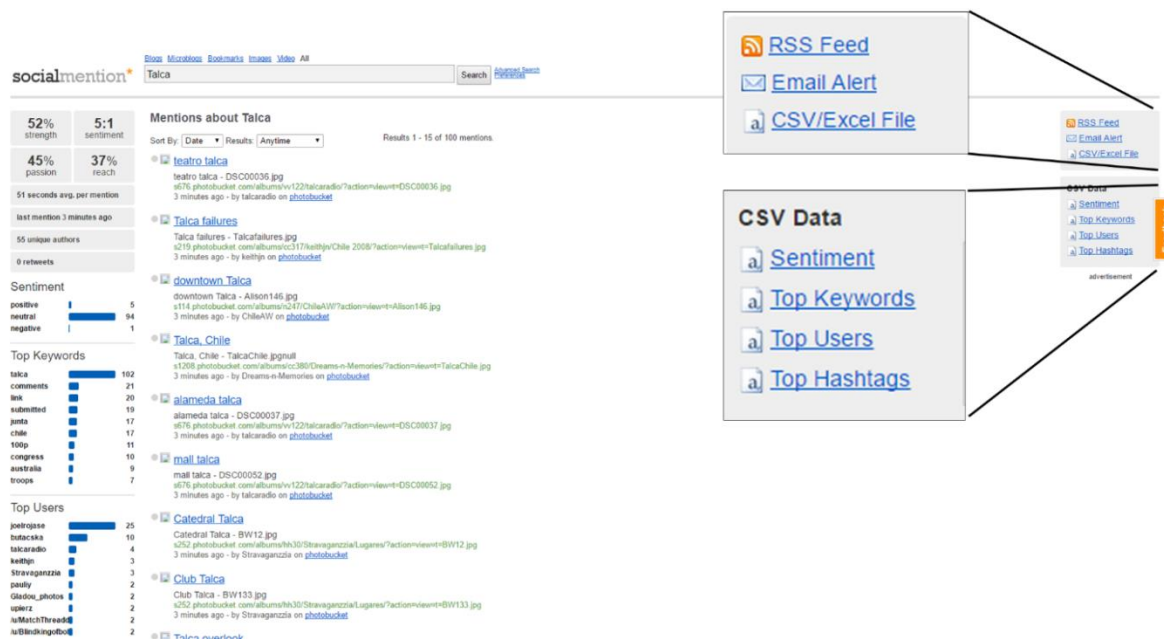 Blogs Microblogs Bookmarks Images Video All
socialmention*
Talca
Search
Advanced Search
Preferences
52%
strength
5:1
sentiment
45%
passion
37%
reach
51 seconds avg. per mention
last mention 3 minutes ago
55 unique authors
0 retweets
Sentiment
positive 5
neutral 94
negative 1
Top Keywords
talca 102
comments 21
link 20
submitted 19
junta 17
chile 17
100p 11
congress 10
australia 9
troops 7
Top Users
joelrojase 25
butacska 10
talcaradio 4
keithjn 3
Stravaganzzia 3
pauliy 2
Gladou_photos 2
upierz 2
/u/MatchThreadd 2
/u/Blindkingofbo 2
Mentions about Talca
Sort By: Date Results: Anytime
Results 1 - 15 of 100 mentions.
teatro talca
teatro talca - DSC00036.jpg
s676.photobucket.com/albums/vv122/talcaradio/?action=view=t=DSC00036.jpg
3 minutes ago - by talcaradio on photobucket
Talca failures
Talca failures - Talcafailures.jpg
s219.photobucket.com/albums/cc317/keithjn/Chile 2008/?action=view=t=Talcafailures.jpg
3 minutes ago - by keithjn on photobucket
downtown Talca
downtown Talca - Alison146.jpg
s114.photobucket.com/albums/n247/ChileAW/?action=view=t=Alison146.jpg
3 minutes ago - by ChileAW on photobucket
Talca, Chile
Talca, Chile - TalcaChile.jpgnull
s1208.photobucket.com/albums/cc380/Dreams-n-Memories/?action=view=t=TalcaChile.jpg
3 minutes ago - by Dreams-n-Memories on photobucket
alameda talca
alameda talca - DSC00037.jpg
s676.photobucket.com/albums/vv122/talcaradio/?action=view=t=DSC00037.jpg
3 minutes ago - by talcaradio on photobucket
mall talca
mall talca - DSC00052.jpg
s676.photobucket.com/albums/vv122/talcaradio/?action=view=t=DSC00052.jpg
3 minutes ago - by talcaradio on photobucket
Catedral Talca
Catedral Talca - BW12.jpg
s252.photobucket.com/albums/hh30/Stravaganzzia/Lugares/?action=view=t=BW12.jpg
3 minutes ago - by Stravaganzzia on photobucket
Club Talca
Club Talca - BW133.jpg
s252.photobucket.com/albums/hh30/Stravaganzzia/Lugares/?action=view=t=BW133.jpg
3 minutes ago - by Stravaganzzia on photobucket
Talca overlook
RSS Feed
Email Alert
CSV/Excel File
CSV Data
Sentiment
Top Keywords
Top Users
Top Hashtags
RSS Feed
Email Alert
CSV/Excel File
CSV Data
Sentiment
Top Keywords
Top Users
Top Hashtags
advertisement